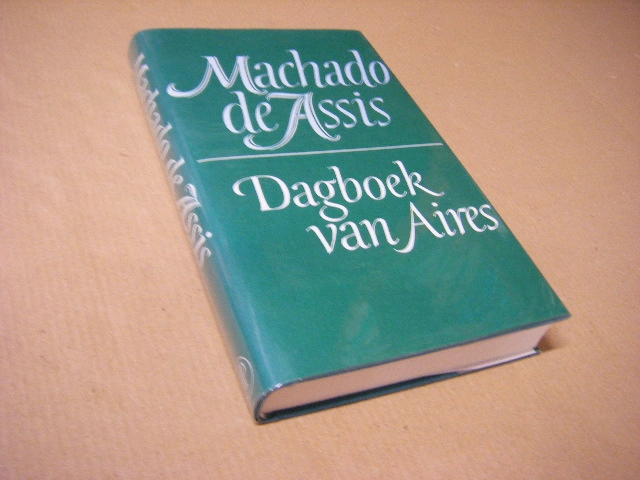 Machado
de Assis
Dagboek
van Aires
Machado de Assis